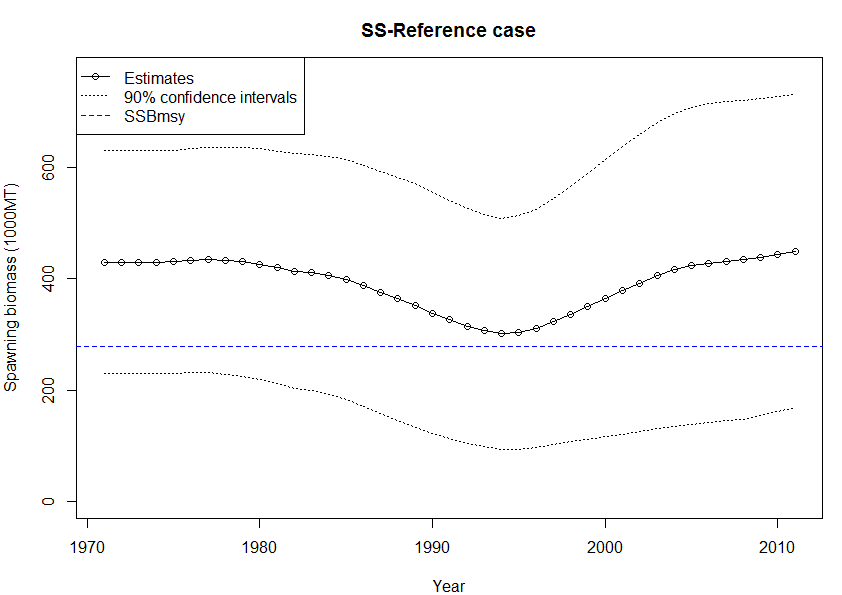 SS-Reference case
Estimates
90% confidence intervals
SSBmsy
Spawning biomass (1000MT)
600
400
200
0
1970 1980 1990 2000 2010
Year